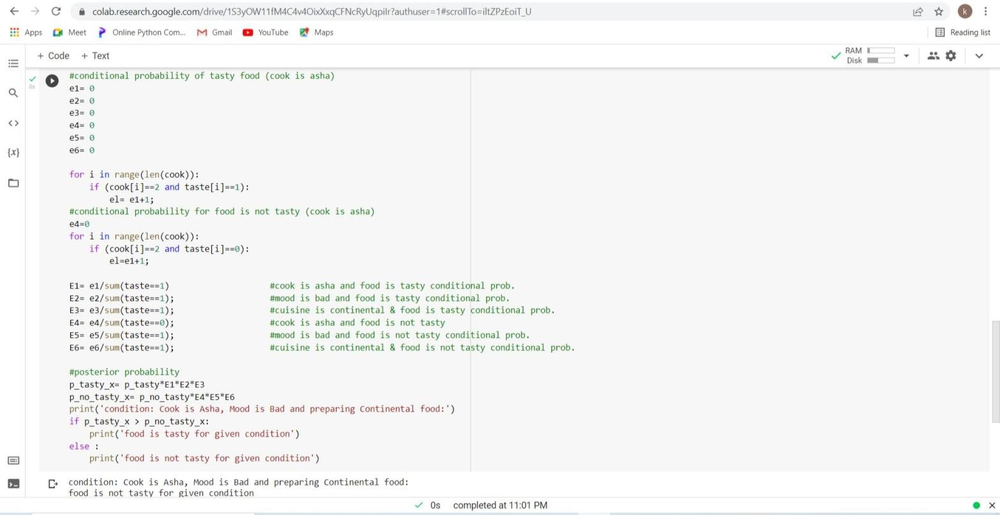 colab.research.google.com/drive/1S3yOW11fM4C4v4OixXxqCFNcRyUqpiIr?authuser=1#scrollTo=iltZPzEoiT_U
k
Apps Meet Online Python Com... Gmail YouTube Maps Reading list
+ Code + Text
RAM
Disk
0s
{x}
#conditional probability of tasty food (cook is asha)
e1= 0
e2= 0
e3= 0
e4= 0
e5= 0
e6= 0
for i in range(len(cook)):
if (cook[i]==2 and taste[i]==1):
el= e1+1;
#conditional probability for food is not tasty (cook is asha)
e4=0
for i in range(len(cook)):
if (cook[i]==2 and taste[i]==0):
el=e1+1;
E1= e1/sum(taste==1) #cook is asha and food is tasty conditional prob.
E2= e2/sum(taste==1); #mood is bad and food is tasty conditional prob.
E3= e3/sum(taste==1); #cuisine is continental & food is tasty conditional prob.
E4= e4/sum(taste==0); #cook is asha and food is not tasty
E5= e5/sum(taste==1); #mood is bad and food is not tasty conditional prob.
E6= e6/sum(taste==1); #cuisine is continental & food is not tasty conditional prob.
#posterior probability
p_tasty_x= p_tasty*E1*E2*E3
p_no_tasty_x= p_no_tasty*E4*E5*E6
print('condition: Cook is Asha, Mood is Bad and preparing Continental food:')
if p_tasty_x > p_no_tasty_x:
print('food is tasty for given condition')
else :
print('food is not tasty for given condition')
condition: Cook is Asha, Mood is Bad and preparing Continental food:
food is not tasty for given condition
0s completed at 11:01 PM